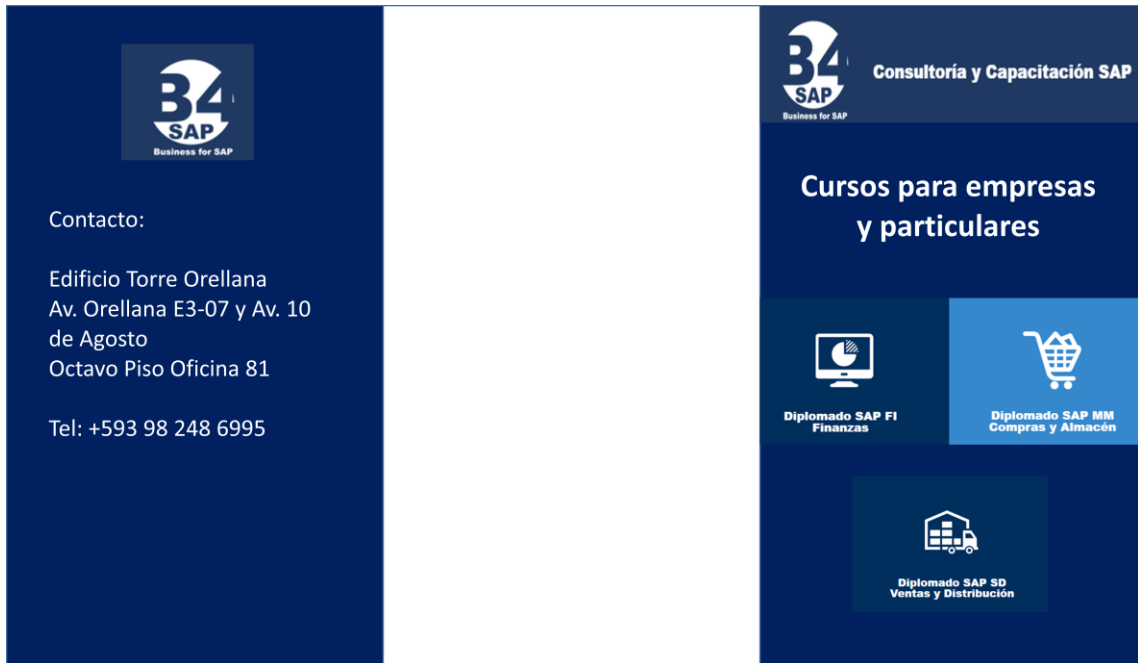 B4
SAP
Business for SAP
Contacto:
Edificio Torre Orellana
Av. Orellana E3-07 y Av. 10
de Agosto
Octavo Piso Oficina 81
Tel: +593 98 248 6995
B4
SAP
Business for SAP
Consultoría y Capacitación SAP
Cursos para empresas
y particulares
Diplomado SAP FI
Finanzas
Diplomado SAP MM
Compras y Almacén
Diplomado SAP SD
Ventas y Distribución